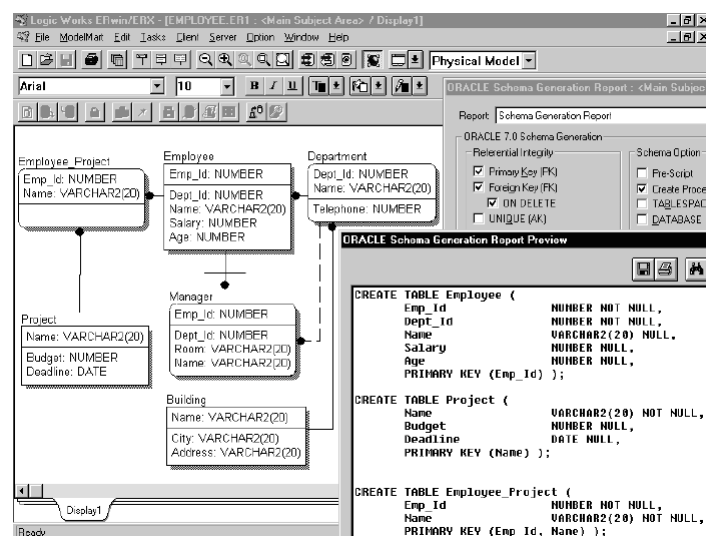 Logic Works ERwin/ERX - [EMPLOYEE.ER1 : <Main Subject Area> / Display1]
File ModelMart Edit Tasks Client Server Option Window Help
Physical Model
Arial 10 B I U
Employee_Project
Emp_Id: NUMBER
Name: VARCHAR2(20)
Employee
Emp_Id: NUMBER
Dept_Id: NUMBER
Name: VARCHAR2(20)
Salary: NUMBER
Age: NUMBER
Department
Dept_Id: NUMBER
Name: VARCHAR2(20)
Telephone: NUMBER
Manager
Emp_Id: NUMBER
Dept_Id: NUMBER
Room: VARCHAR2(20)
Name: VARCHAR2(20)
Project
Name: VARCHAR2(20)
Budget: NUMBER
Deadline: DATE
Building
Name: VARCHAR2(20)
City: VARCHAR2(20)
Address: VARCHAR2(20)
Display1
Ready
ORACLE Schema Generation Report : <Main Subjec
Report: Schema Generation Report
ORACLE 7.0 Schema Generation
Referential Integrity
Primary Key (PK)
Foreign Key (FK)
ON DELETE
UNIQUE (AK)
Schema Option
Pre-Script
Create Proce
TABLESPAC
DATABASE
ORACLE Schema Generation Report Preview
CREATE TABLE Employee (
Emp_Id NUMBER NOT NULL,
Dept_Id NUMBER NOT NULL,
Name VARCHAR2(20) NULL,
Salary NUMBER NULL,
Age NUMBER NULL,
PRIMARY KEY (Emp_Id) );
CREATE TABLE Project (
Name VARCHAR2(20) NOT NULL,
Budget NUMBER NULL,
Deadline DATE NULL,
PRIMARY KEY (Name) );
CREATE TABLE Employee_Project (
Emp_Id NUMBER NOT NULL,
Name VARCHAR2(20) NOT NULL,
PRIMARY KEY (Emp_Id, Name) );